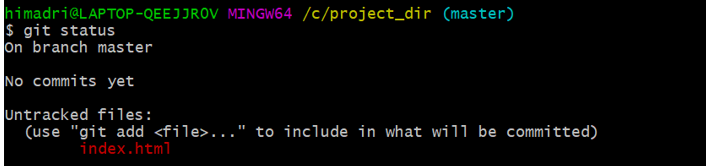 himadri@LAPTOP-QEEJJR0V MINGW64 /c/project_dir (master)
$ git status
On branch master
No commits yet
Untracked files:
(use "git add <file>..." to include in what will be committed)
index.html